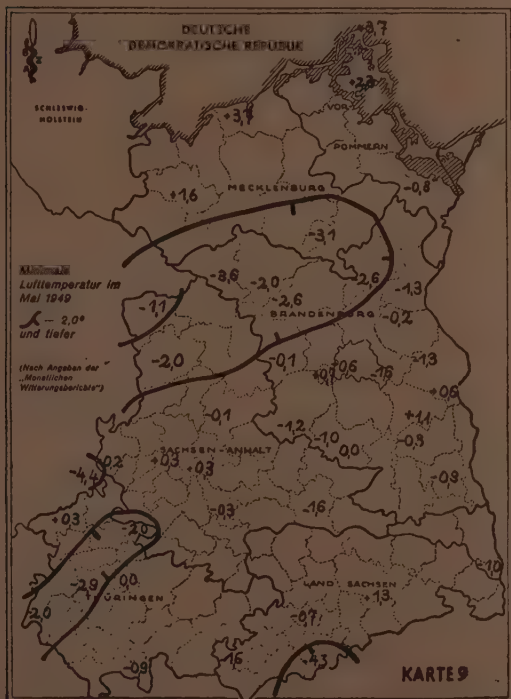 DEUTSCHE
DEMOKRATISCHE REPUBLIK
+3,7
SCHLESWIG-
HOLSTEIN
+3,7
VOR
POMMERN
MECKLENBURG
-0,8
+1,6
-3,1
Minimale
Lufttemperatur im
Mai 1949
— 2,0°
und tiefer
(Nach Angaben der
„Monatlichen
Witterungsberichte“)
-3,6
-2,0
-2,6
-1,3
-2,6
BRANDENBURG
-0,2
-1,1
-2,0
-0,1
+0,6
-1,6
-1,3
+0,6
-0,1
-1,2
-1,0
0,0
+1,1
-0,8
SACHSEN-ANHALT
+0,3
+0,3
-4,4
-0,9
-0,3
-1,6
+0,3
-2,0
-2,9
0,0
THÜRINGEN
-2,0
LAND SACHSEN
-1,0
+1,3
-0,7
-0,9
-4,3
KARTE 9